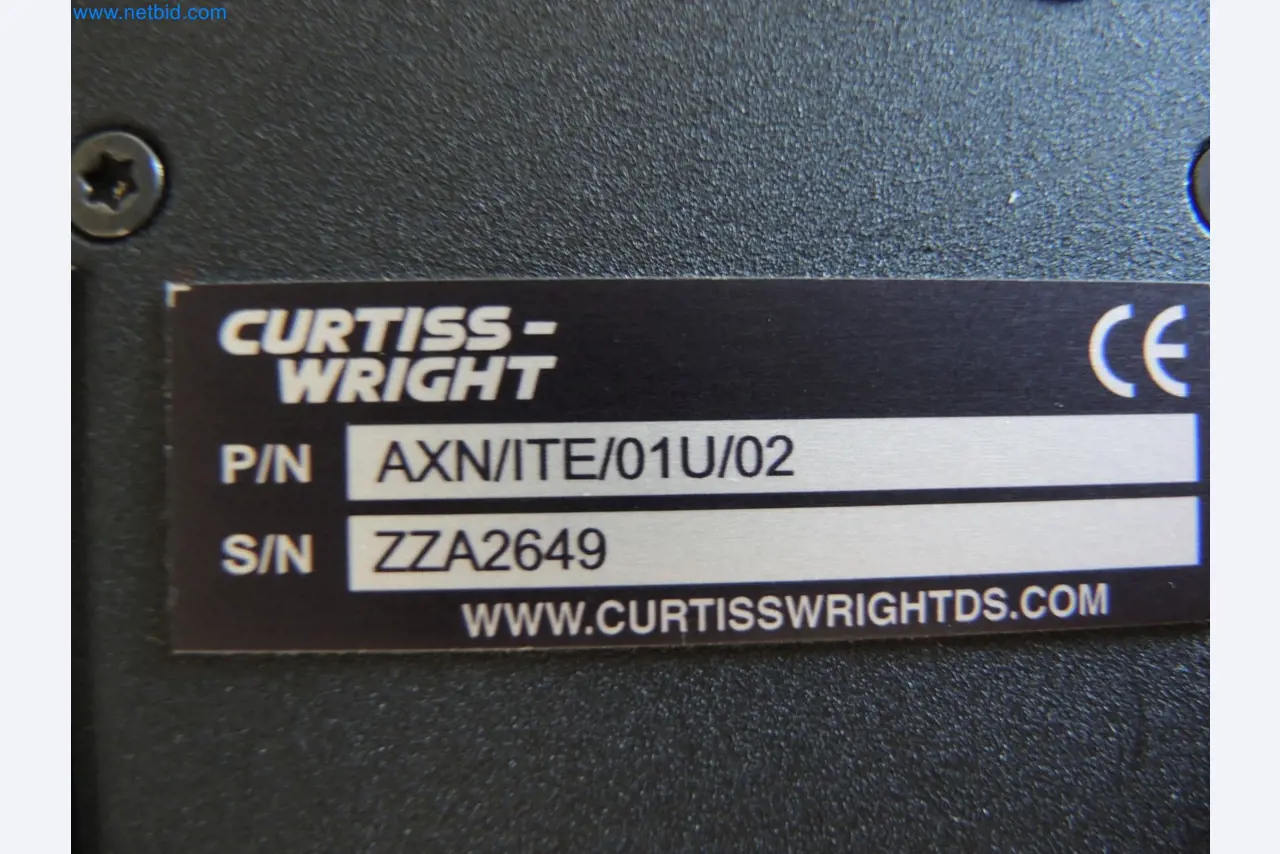 www.netbid.com
CURTISS-
WRIGHT
CE
P/N AXN/ITE/01U/02
S/N ZZA2649
WWW.CURTISSWRIGHTDS.COM